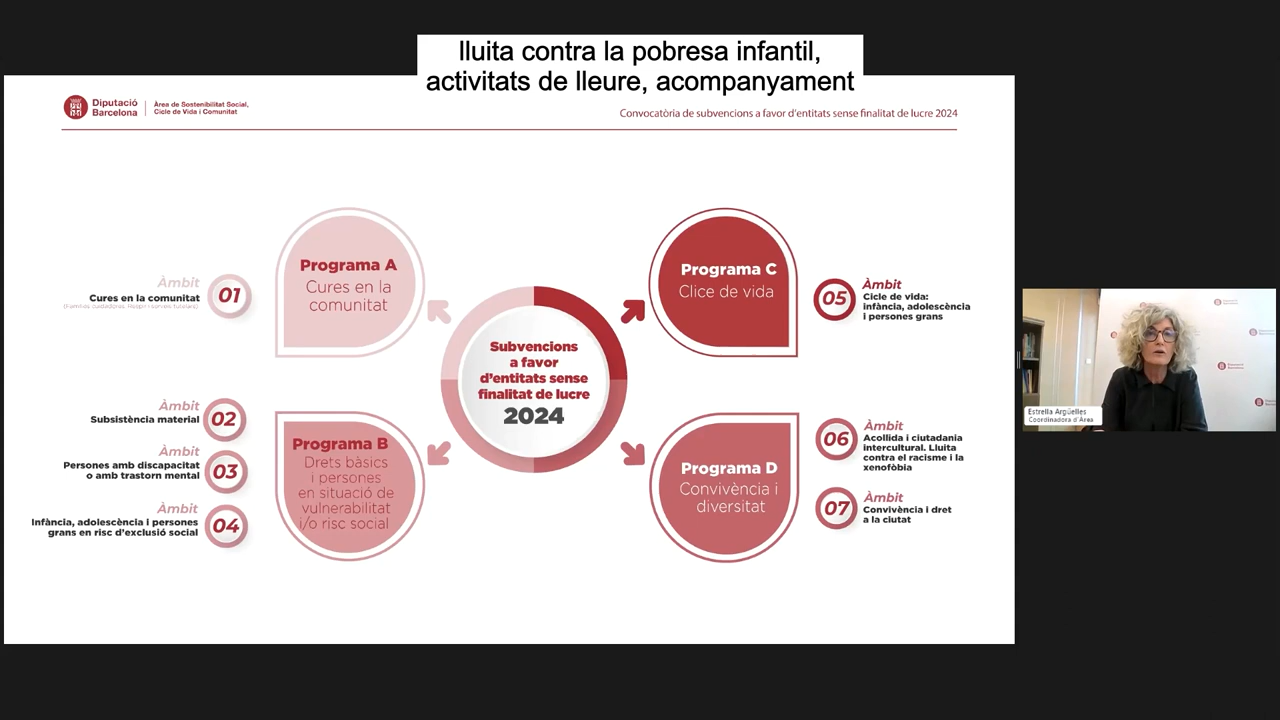 lluita contra la pobresa infantil,
activitats de lleure, acompanyament
Diputació
Barcelona
Àrea de Sostenibilitat Social,
Cicle de Vida i Comunitat
Convocatòria de subvencions a favor d'entitats sense finalitat de lucre 2024
Àmbit
01
Cures en la comunitat
Programa A
Cures en la
comunitat
Programa C
Clice de vida
05
Àmbit
Cicle de vida:
infància, adolescència
i persones grans
Subvencions
a favor
d'entitats sense
finalitat de lucre
2024
Àmbit
02
Subsistència material
Àmbit
03
Persones amb discapacitat
o amb trastorn mental
Àmbit
04
Infància, adolescència i persones
grans en risc d'exclusió social
Programa B
Drets bàsics
i persones
en situació de
vulnerabilitat
i/o risc social
Programa D
Convivència i
diversitat
06
Àmbit
Acollida i ciutadania
intercultural. Lluita
contra el racisme i la
xenofòbia
07
Àmbit
Convivència i dret
a la ciutat
Estrella Argüelles
Coordinadora d'Àrea